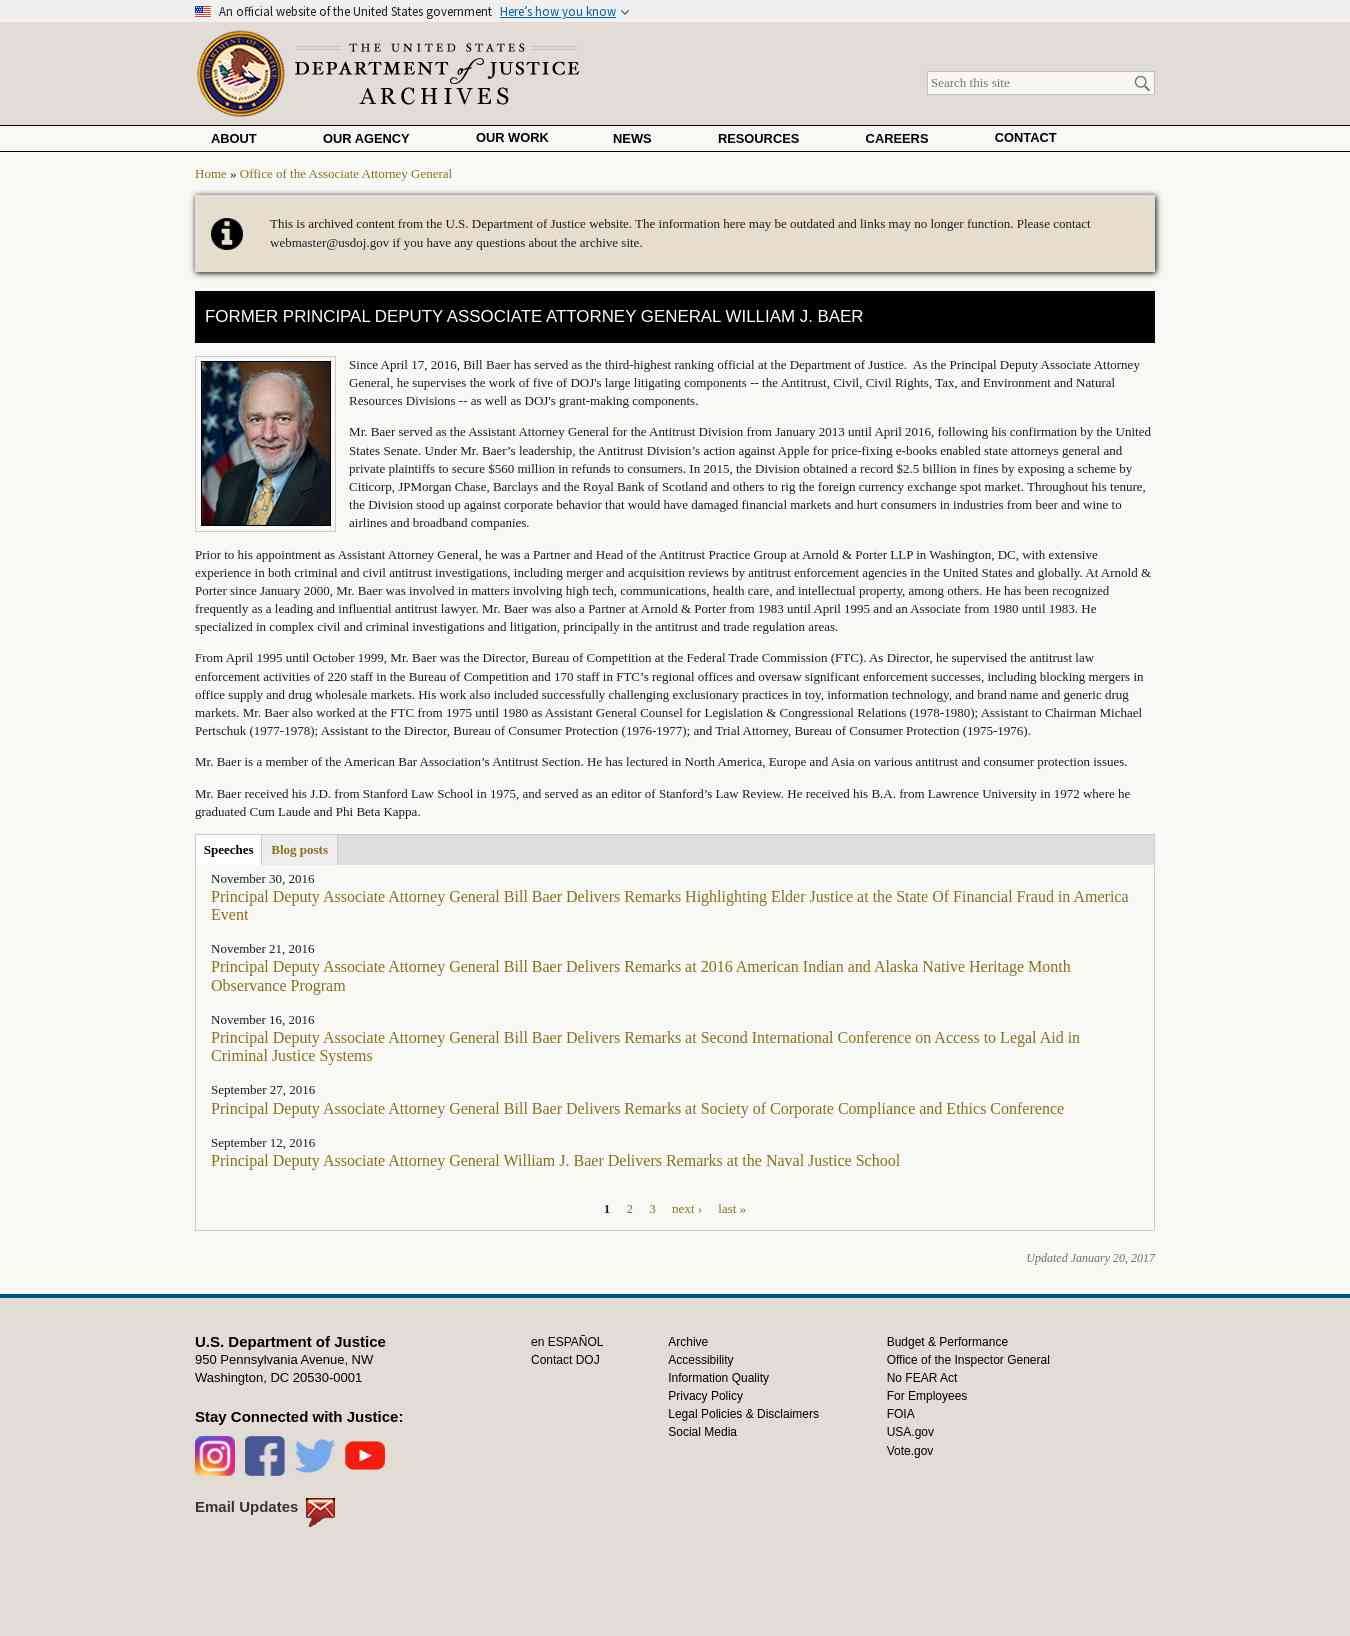 An official website of the United States government Here's how you know
THE UNITED STATES
DEPARTMENT of JUSTICE
ARCHIVES
Search this site
ABOUT OUR AGENCY OUR WORK NEWS RESOURCES CAREERS CONTACT
Home » Office of the Associate Attorney General
This is archived content from the U.S. Department of Justice website. The information here may be outdated and links may no longer function. Please contact
webmaster@usdoj.gov if you have any questions about the archive site.
FORMER PRINCIPAL DEPUTY ASSOCIATE ATTORNEY GENERAL WILLIAM J. BAER
Since April 17, 2016, Bill Baer has served as the third-highest ranking official at the Department of Justice. As the Principal Deputy Associate Attorney
General, he supervises the work of five of DOJ's large litigating components -- the Antitrust, Civil, Civil Rights, Tax, and Environment and Natural
Resources Divisions -- as well as DOJ's grant-making components.
Mr. Baer served as the Assistant Attorney General for the Antitrust Division from January 2013 until April 2016, following his confirmation by the United
States Senate. Under Mr. Baer’s leadership, the Antitrust Division’s action against Apple for price-fixing e-books enabled state attorneys general and
private plaintiffs to secure $560 million in refunds to consumers. In 2015, the Division obtained a record $2.5 billion in fines by exposing a scheme by
Citicorp, JPMorgan Chase, Barclays and the Royal Bank of Scotland and others to rig the foreign currency exchange spot market. Throughout his tenure,
the Division stood up against corporate behavior that would have damaged financial markets and hurt consumers in industries from beer and wine to
airlines and broadband companies.
Prior to his appointment as Assistant Attorney General, he was a Partner and Head of the Antitrust Practice Group at Arnold & Porter LLP in Washington, DC, with extensive
experience in both criminal and civil antitrust investigations, including merger and acquisition reviews by antitrust enforcement agencies in the United States and globally. At Arnold &
Porter since January 2000, Mr. Baer was involved in matters involving high tech, communications, health care, and intellectual property, among others. He has been recognized
frequently as a leading and influential antitrust lawyer. Mr. Baer was also a Partner at Arnold & Porter from 1983 until April 1995 and an Associate from 1980 until 1983. He
specialized in complex civil and criminal investigations and litigation, principally in the antitrust and trade regulation areas.
From April 1995 until October 1999, Mr. Baer was the Director, Bureau of Competition at the Federal Trade Commission (FTC). As Director, he supervised the antitrust law
enforcement activities of 220 staff in the Bureau of Competition and 170 staff in FTC’s regional offices and oversaw significant enforcement successes, including blocking mergers in
office supply and drug wholesale markets. His work also included successfully challenging exclusionary practices in toy, information technology, and brand name and generic drug
markets. Mr. Baer also worked at the FTC from 1975 until 1980 as Assistant General Counsel for Legislation & Congressional Relations (1978-1980); Assistant to Chairman Michael
Pertschuk (1977-1978); Assistant to the Director, Bureau of Consumer Protection (1976-1977); and Trial Attorney, Bureau of Consumer Protection (1975-1976).
Mr. Baer is a member of the American Bar Association’s Antitrust Section. He has lectured in North America, Europe and Asia on various antitrust and consumer protection issues.
Mr. Baer received his J.D. from Stanford Law School in 1975, and served as an editor of Stanford’s Law Review. He received his B.A. from Lawrence University in 1972 where he
graduated Cum Laude and Phi Beta Kappa.
Speeches Blog posts
November 30, 2016
Principal Deputy Associate Attorney General Bill Baer Delivers Remarks Highlighting Elder Justice at the State Of Financial Fraud in America
Event
November 21, 2016
Principal Deputy Associate Attorney General Bill Baer Delivers Remarks at 2016 American Indian and Alaska Native Heritage Month
Observance Program
November 16, 2016
Principal Deputy Associate Attorney General Bill Baer Delivers Remarks at Second International Conference on Access to Legal Aid in
Criminal Justice Systems
September 27, 2016
Principal Deputy Associate Attorney General Bill Baer Delivers Remarks at Society of Corporate Compliance and Ethics Conference
September 12, 2016
Principal Deputy Associate Attorney General William J. Baer Delivers Remarks at the Naval Justice School
1 2 3 next › last »
Updated January 20, 2017
U.S. Department of Justice
950 Pennsylvania Avenue, NW
Washington, DC 20530-0001
Stay Connected with Justice:
Email Updates
en ESPAÑOL
Contact DOJ
Archive
Accessibility
Information Quality
Privacy Policy
Legal Policies & Disclaimers
Social Media
Budget & Performance
Office of the Inspector General
No FEAR Act
For Employees
FOIA
USA.gov
Vote.gov